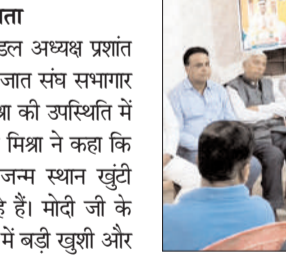 ता
डल अध्यक्ष प्रशांत
जात संघ सभागार
श्रा की उपस्थिति में
मिश्रा ने कहा कि
जन्म स्थान खुंटी
हे हैं। मोदी जी के
में बड़ी खुशी और